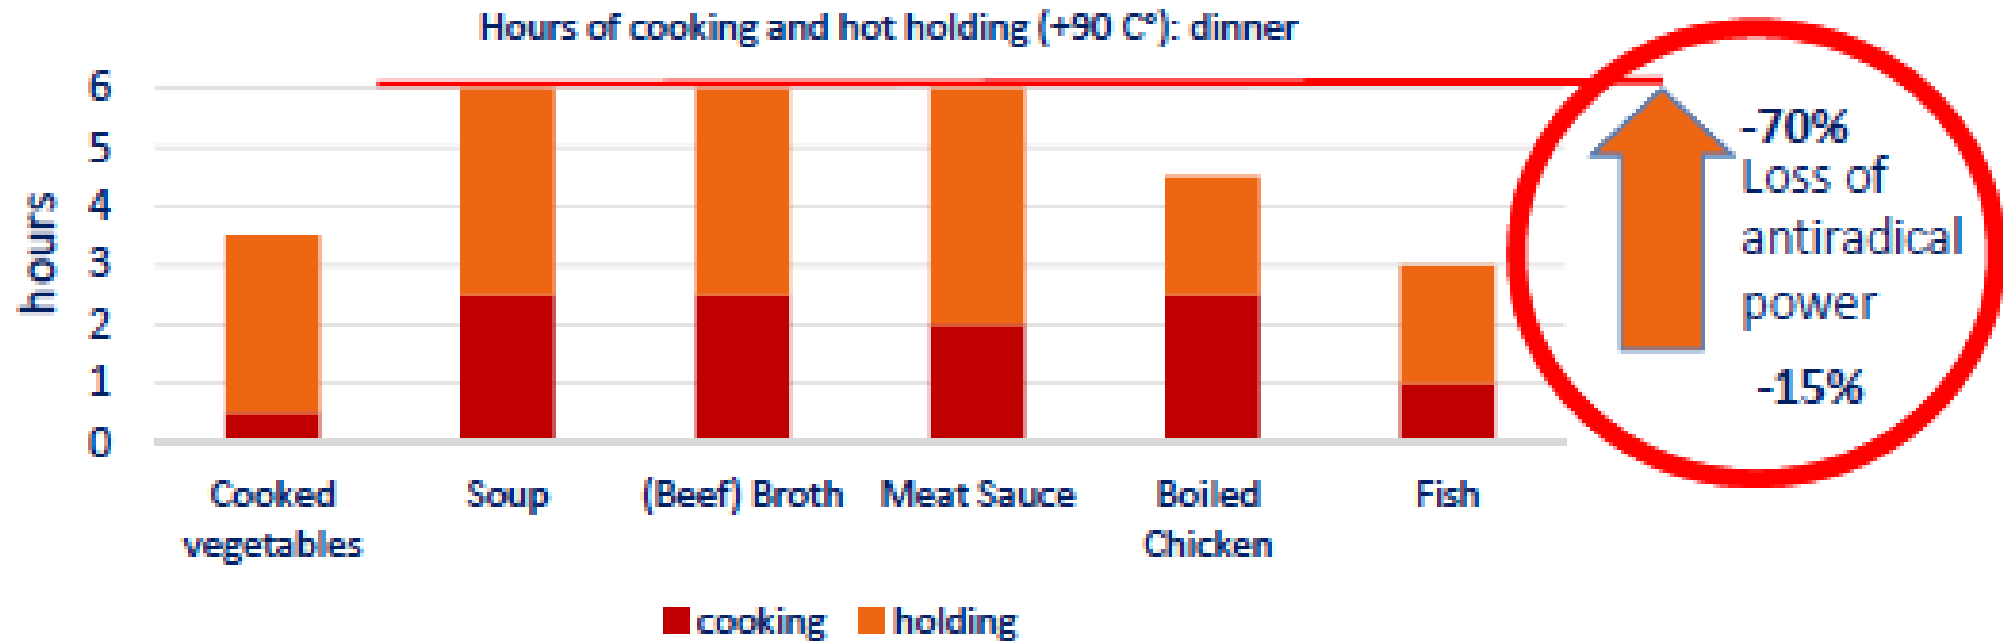 Hours of cooking and hot holding (+90 C°): dinner
hours
6
5
4
3
2
1
0
Cooked
vegetables
Soup
(Beef) Broth
Meat Sauce
Boiled
Chicken
Fish
cooking
holding
-70%
Loss of
antiradical
power
-15%